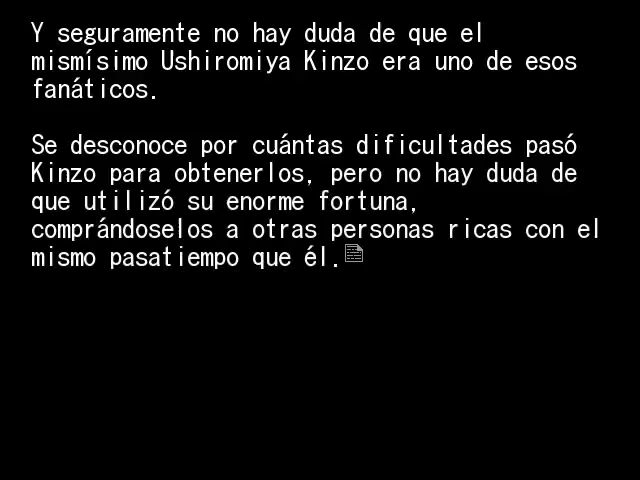 Y seguramente no hay duda de que el
mismísimo Ushiromiya Kinzo era uno de esos
fanáticos.
Se desconoce por cuántas dificultades pasó
Kinzo para obtenerlos, pero no hay duda de
que utilizó su enorme fortuna,
comprándoselos a otras personas ricas con el
mismo pasatiempo que él.